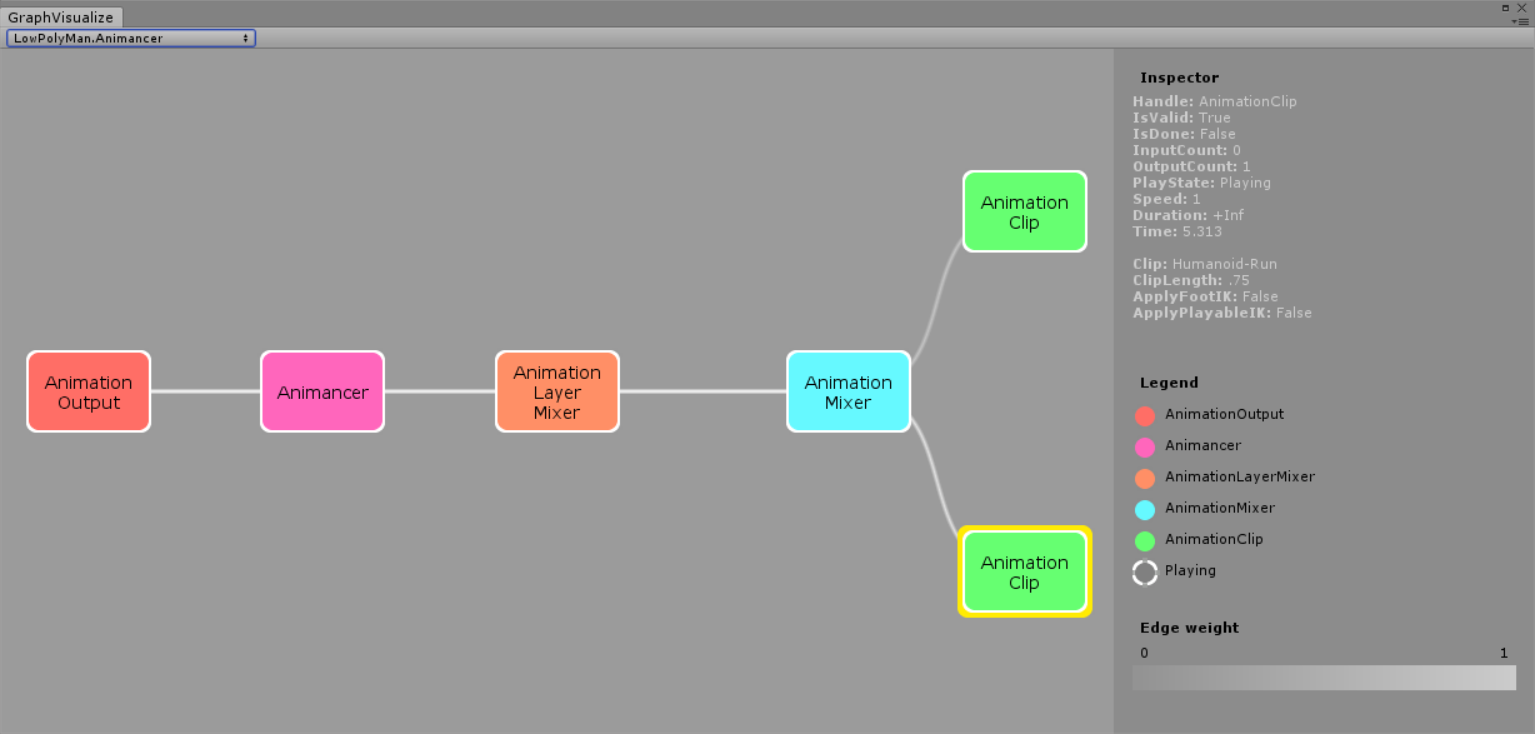 GraphVisualize
LowPolyMan.Animancer
Animation
Output
Animancer
Animation
Layer
Mixer
Animation
Mixer
Animation
Clip
Animation
Clip
Inspector
Handle: AnimationClip
IsValid: True
IsDone: False
InputCount: 0
OutputCount: 1
PlayState: Playing
Speed: 1
Duration: +Inf
Time: 5.313
Clip: Humanoid-Run
ClipLength: .75
ApplyFootIK: False
ApplyPlayableIK: False
Legend
AnimationOutput
Animancer
AnimationLayerMixer
AnimationMixer
AnimationClip
Playing
Edge weight
0 1